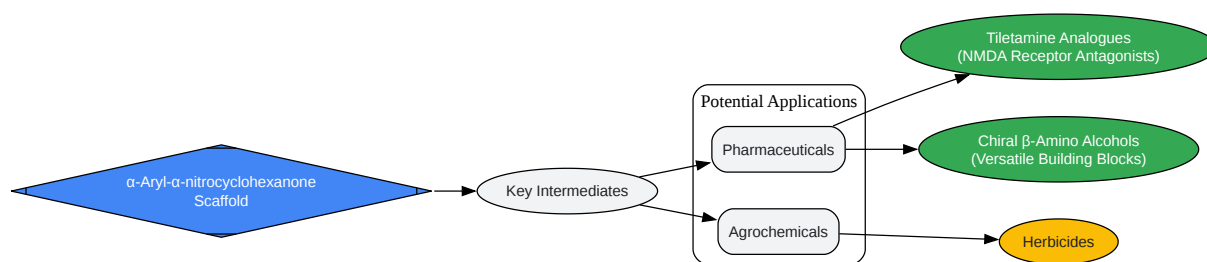 α-Aryl-α-nitrocyclohexanone
Scaffold
Key Intermediates
Potential Applications
Pharmaceuticals
Agrochemicals
Tiletamine Analogues
(NMDA Receptor Antagonists)
Chiral β-Amino Alcohols
(Versatile Building Blocks)
Herbicides